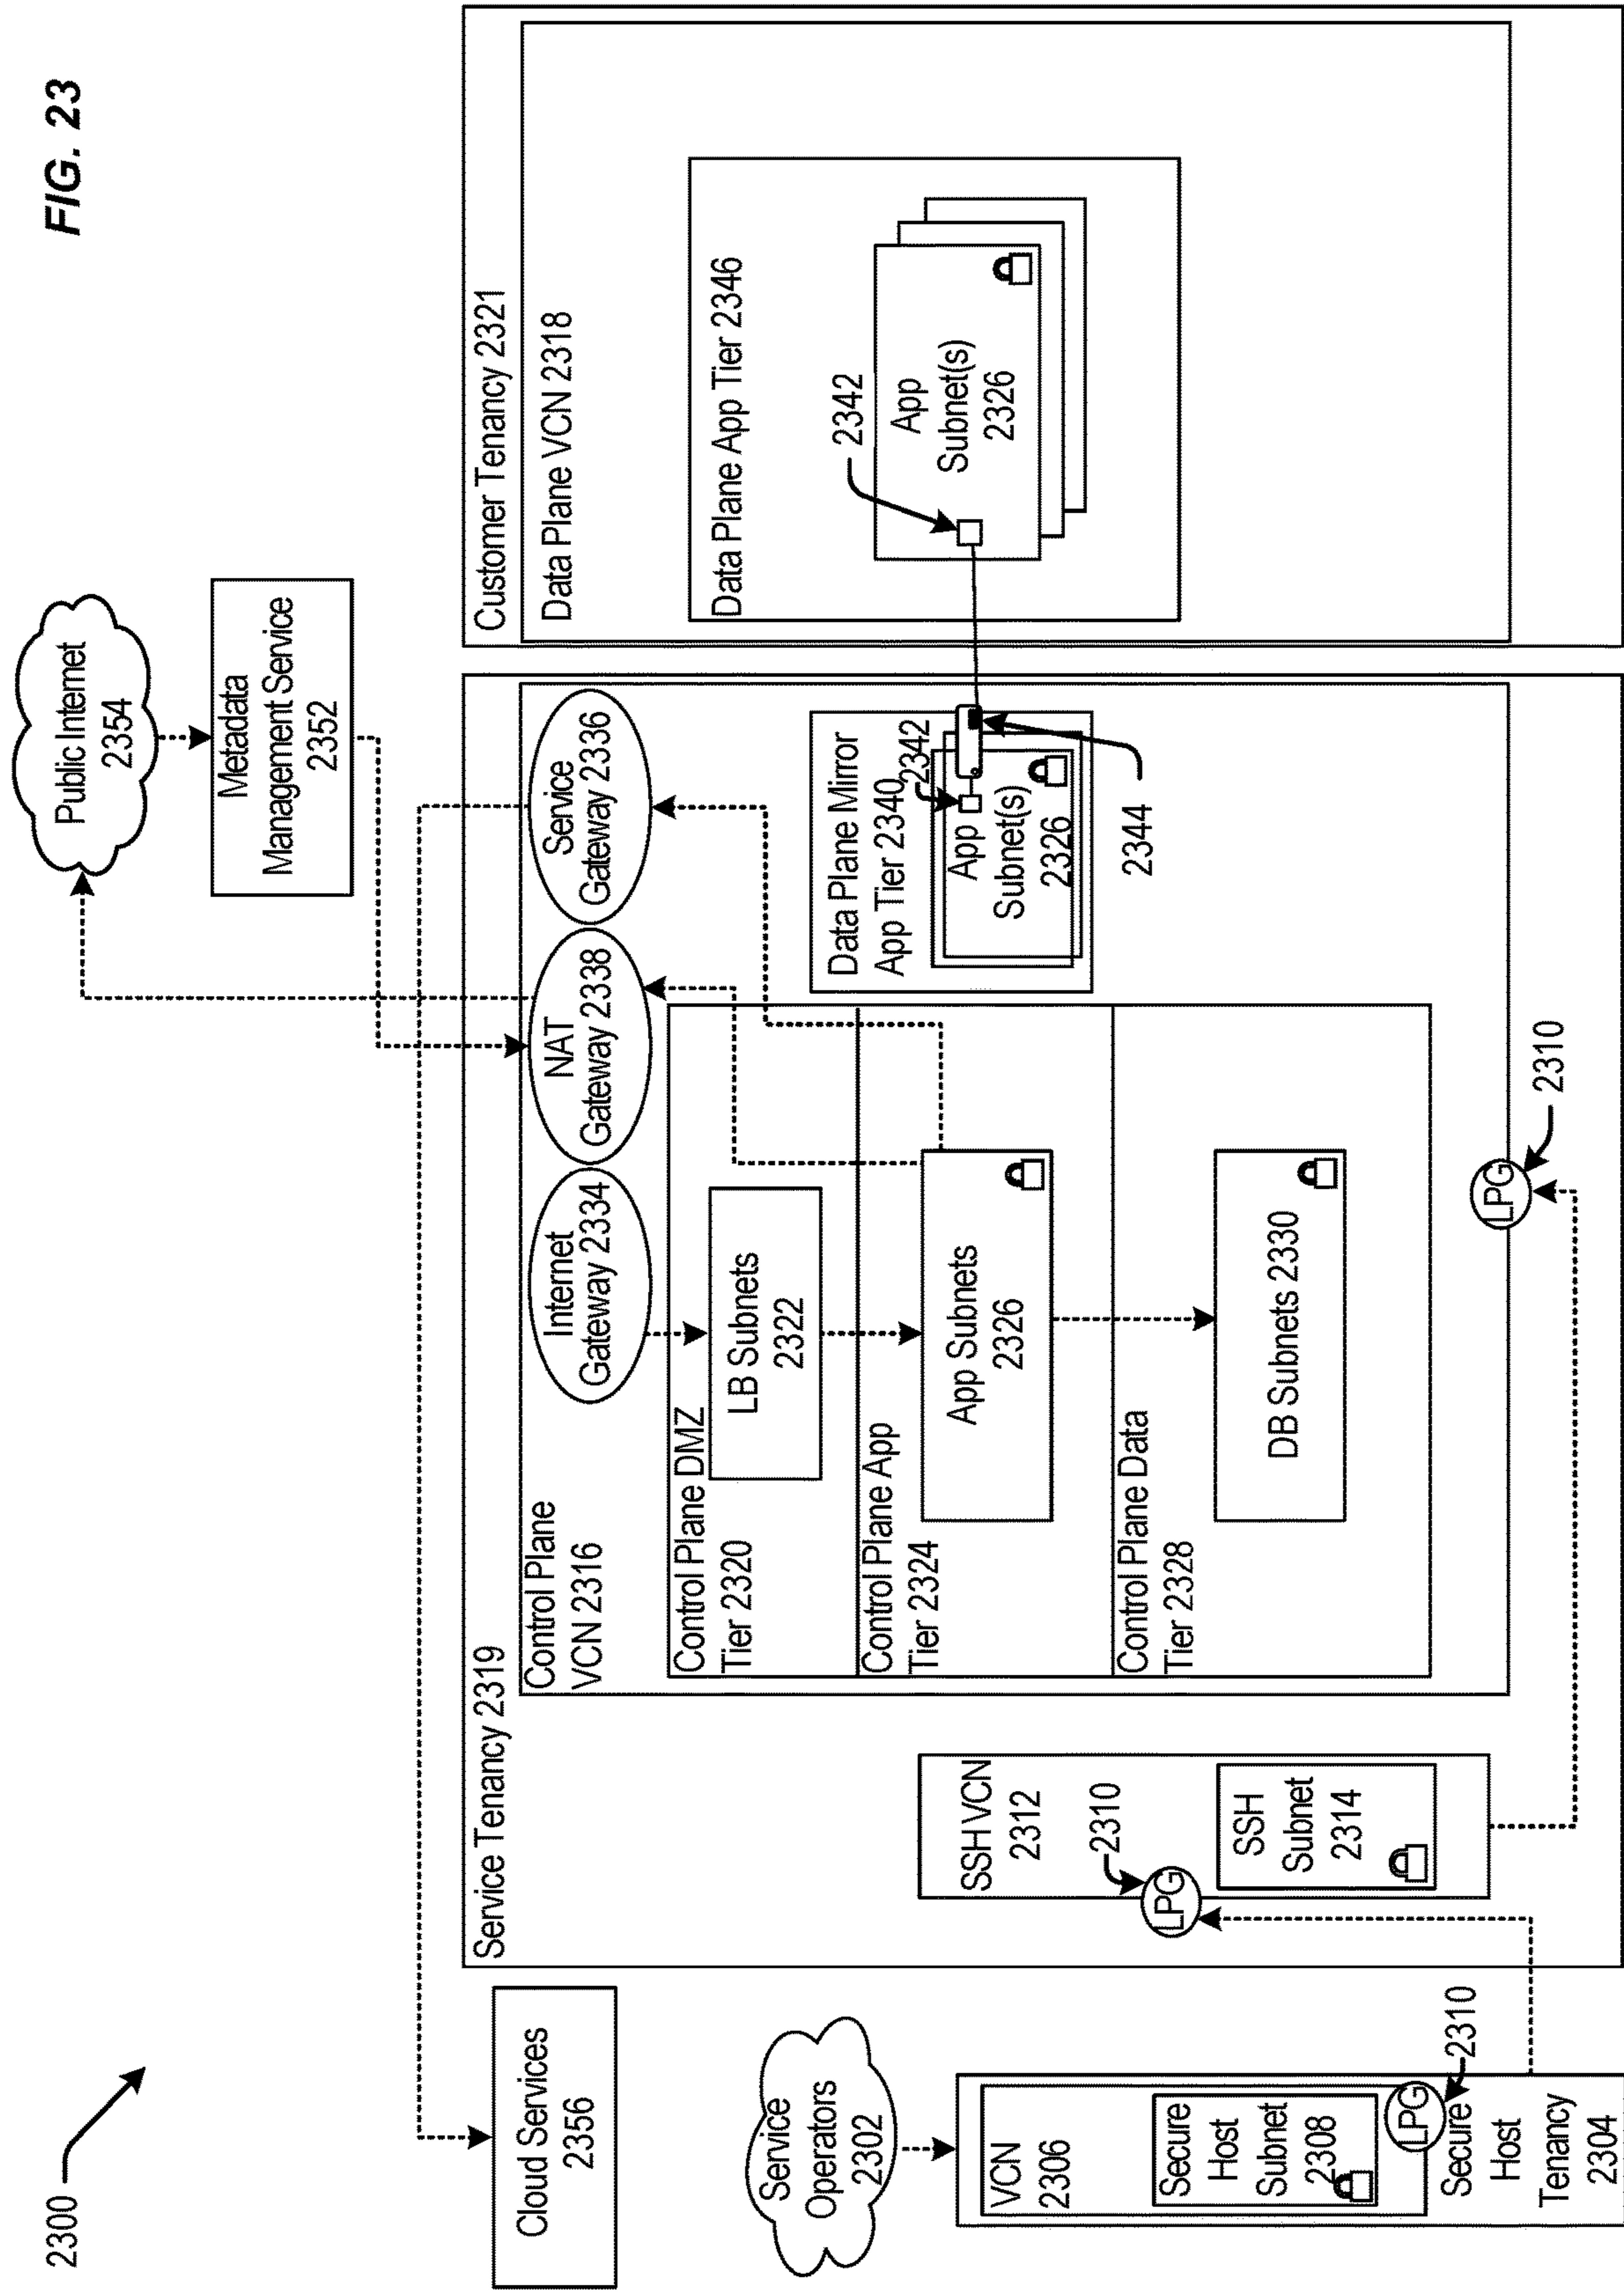 FIG. 23
2300
Public Internet
2354
Metadata
Management Service
2352
Cloud Services
2356
Service Operators
2302
VCN
2306
Secure
Host
Subnet
2308
LPG
2310
Secure
Host
Tenancy
2304
Service Tenancy 2319
SSH VCN
2312
2310
LPG
SSH
Subnet
2314
Control Plane
VCN 2316
Internet
Gateway 2334
NAT
Gateway 2338
Service
Gateway 2336
Control Plane DMZ
Tier 2320
LB Subnets
2322
Control Plane App
Tier 2324
App Subnets
2326
Control Plane Data
Tier 2328
DB Subnets 2330
LPG
2310
Data Plane Mirror
App Tier 2340
2342
App
Subnet(s)
2326
2344
Customer Tenancy 2321
Data Plane VCN 2318
Data Plane App Tier 2346
2342
App
Subnet(s)
2326